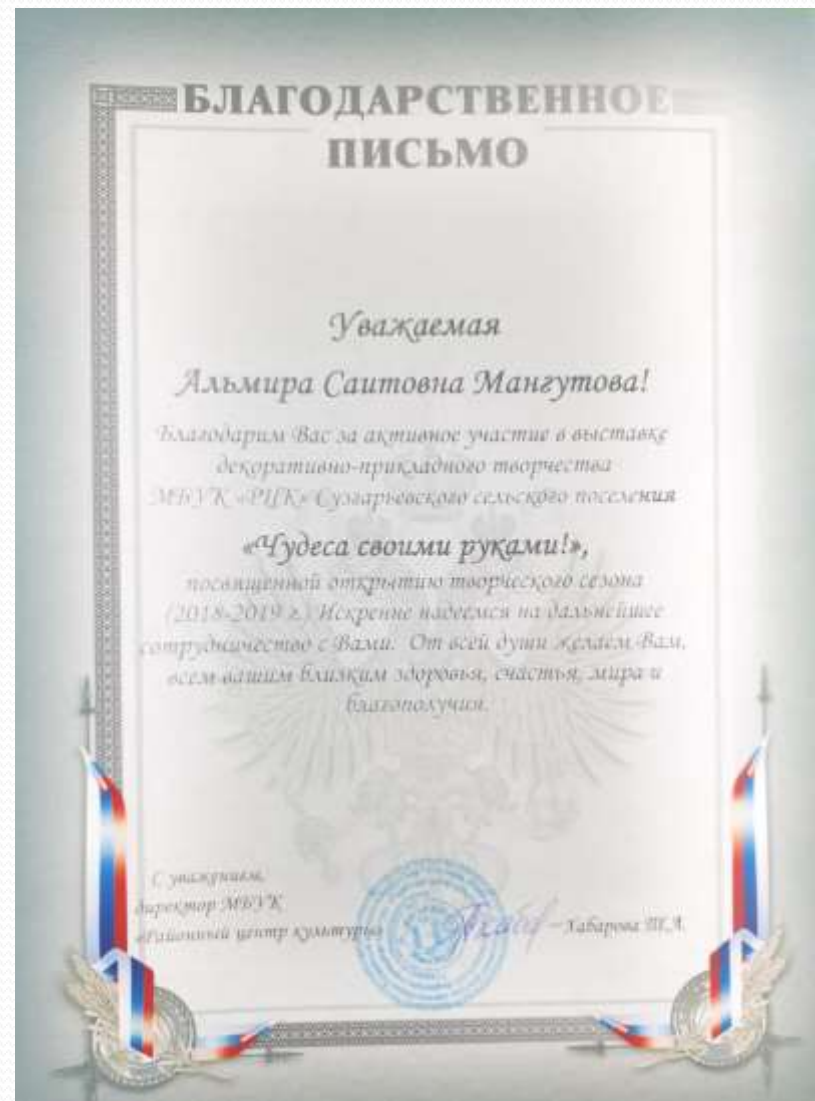 БЛАГОДАРСТВЕННОЕ
ПИСЬМО
Уважаемая
Альмира Саитовна Мангутова!
Благодарим Вас за активное участие в выставке
декоративно-прикладного творчества
МБУК «РЦК» Сузгарьевского сельского поселения
«Чудеса своими руками!»,
посвященной открытию творческого сезона
(2018-2019 г.) Искренне надеемся на дальнейшее
сотрудничество с Вами. От всей души желаем Вам,
всем вашим близким здоровья, счастья, мира и
благополучия.
С уважением,
директор МБУК
«Районный центр культуры»
Хабарова Т.А.